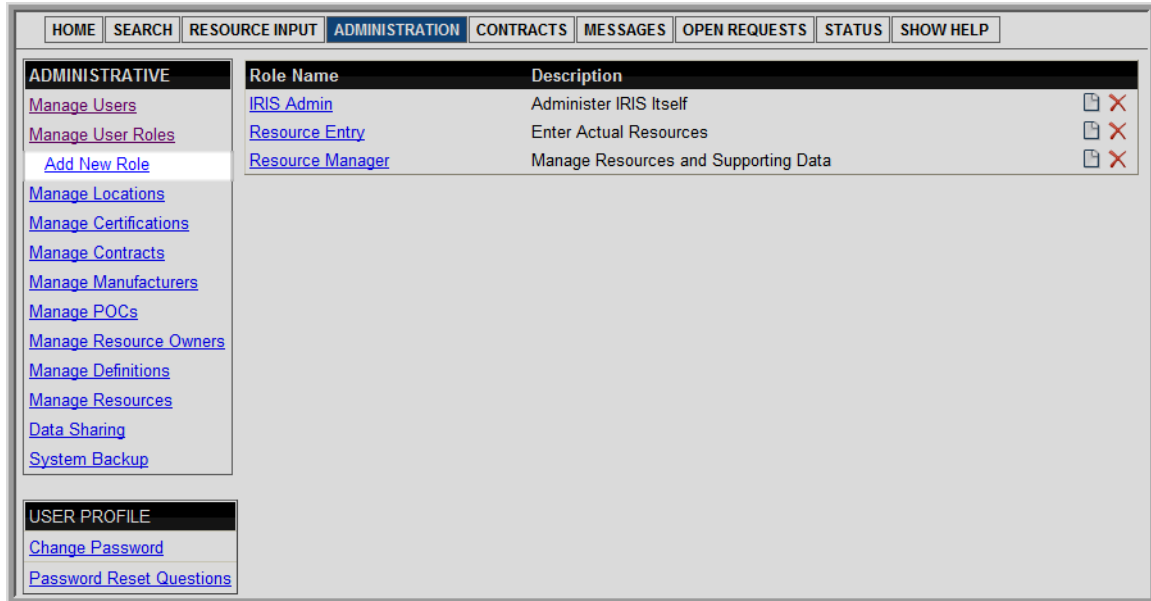 HOME SEARCH RESOURCE INPUT ADMINISTRATION CONTRACTS MESSAGES OPEN REQUESTS STATUS SHOW HELP
ADMINISTRATIVE
Manage Users
Manage User Roles
Add New Role
Manage Locations
Manage Certifications
Manage Contracts
Manage Manufacturers
Manage POCs
Manage Resource Owners
Manage Definitions
Manage Resources
Data Sharing
System Backup
USER PROFILE
Change Password
Password Reset Questions
Role Name Description
IRIS Admin Administer IRIS Itself
Resource Entry Enter Actual Resources
Resource Manager Manage Resources and Supporting Data